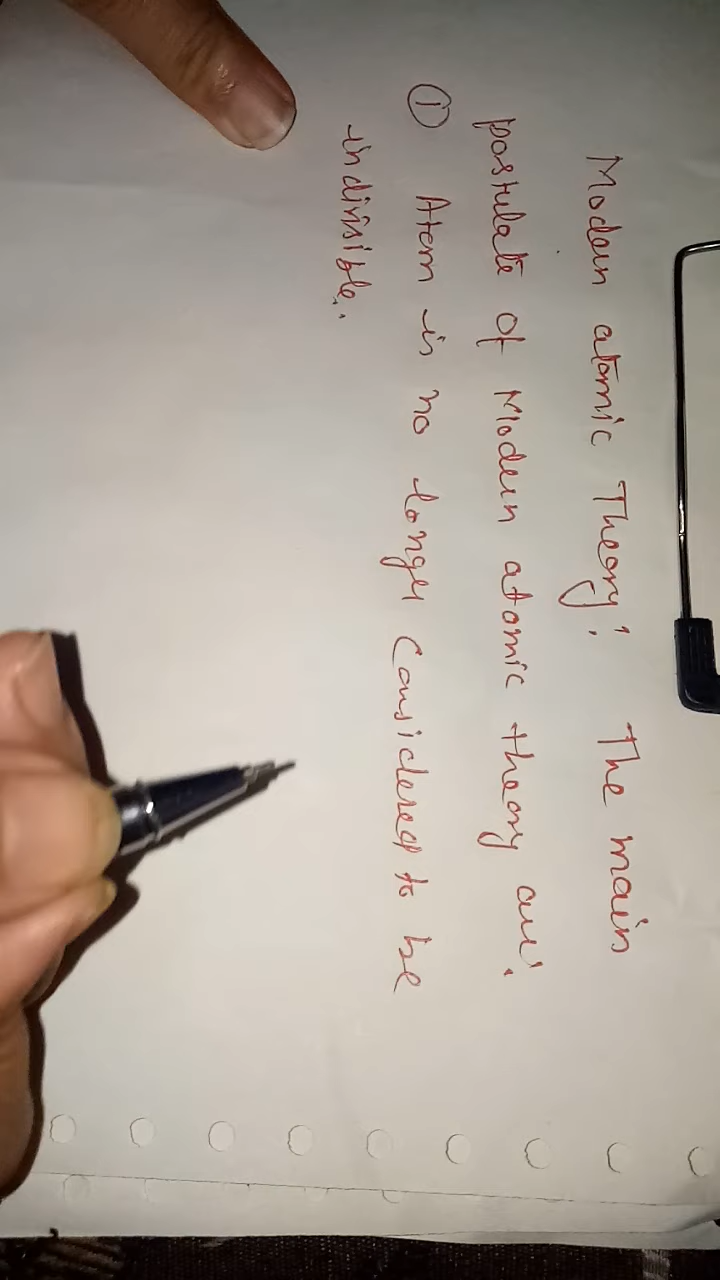 Modern atomic Theory: The main
postulate of Modern atomic theory are:
① Atom is no longer Considered to be
indivisible.